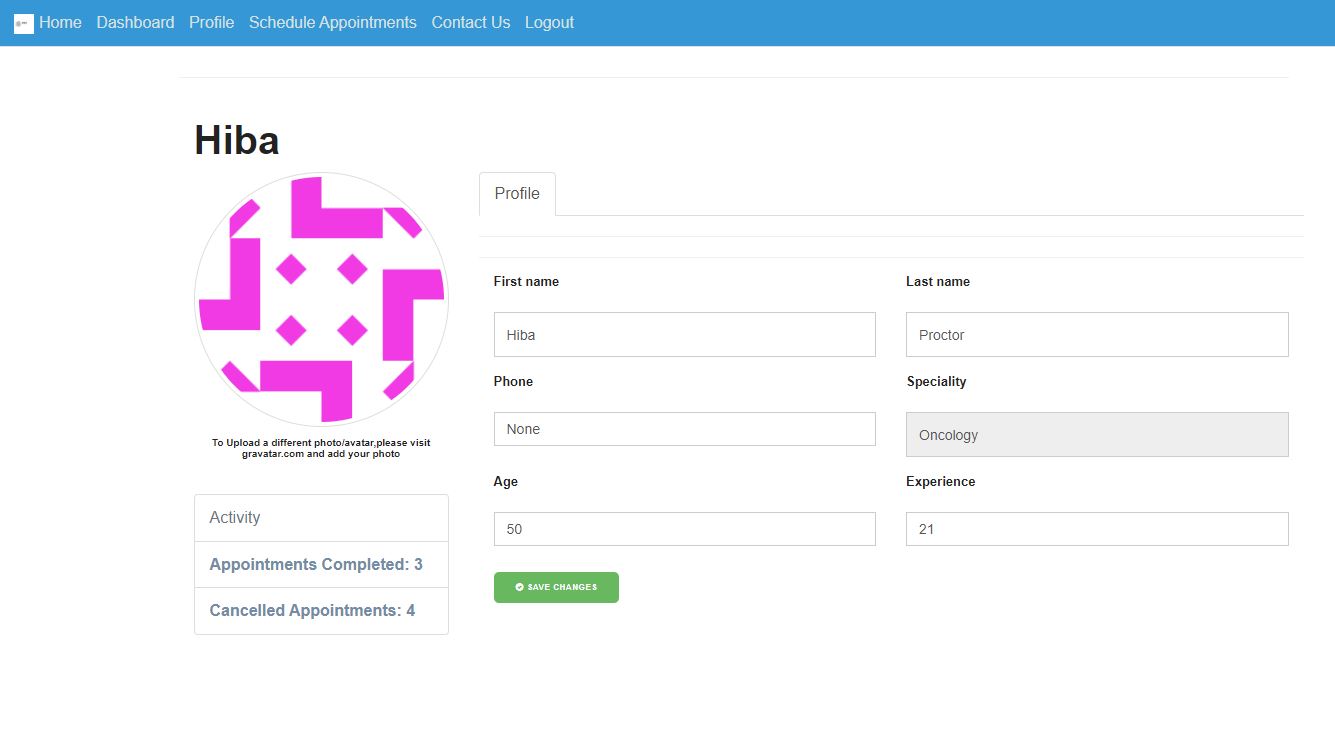 Home Dashboard Profile Schedule Appointments Contact Us Logout
Hiba
To Upload a different photo/avatar,please visit
gravatar.com and add your photo
Activity
Appointments Completed: 3
Cancelled Appointments: 4
Profile
First name Last name
Hiba Proctor
Phone Speciality
None Oncology
Age Experience
50 21
SAVE CHANGES